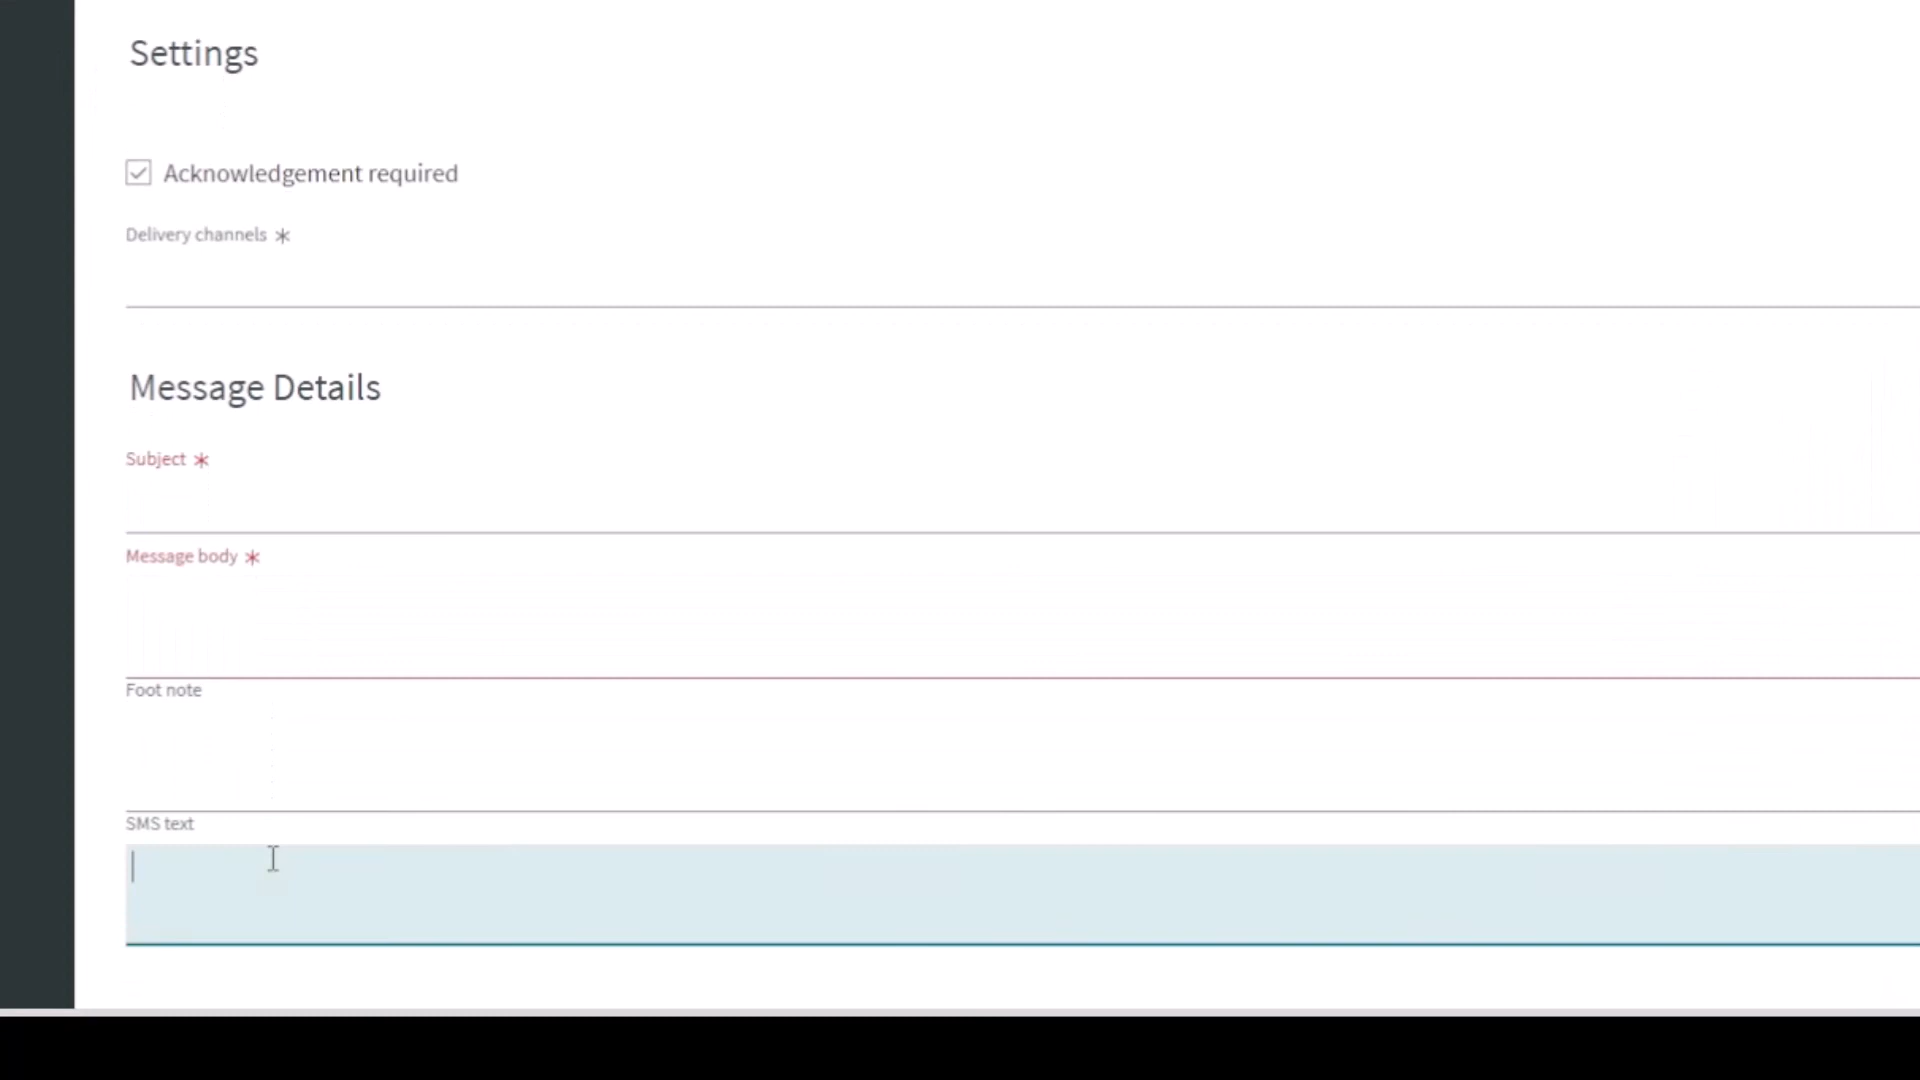 Settings
Acknowledgement required
Delivery channels *
Message Details
Subject *
Message body *
Foot note
SMS text